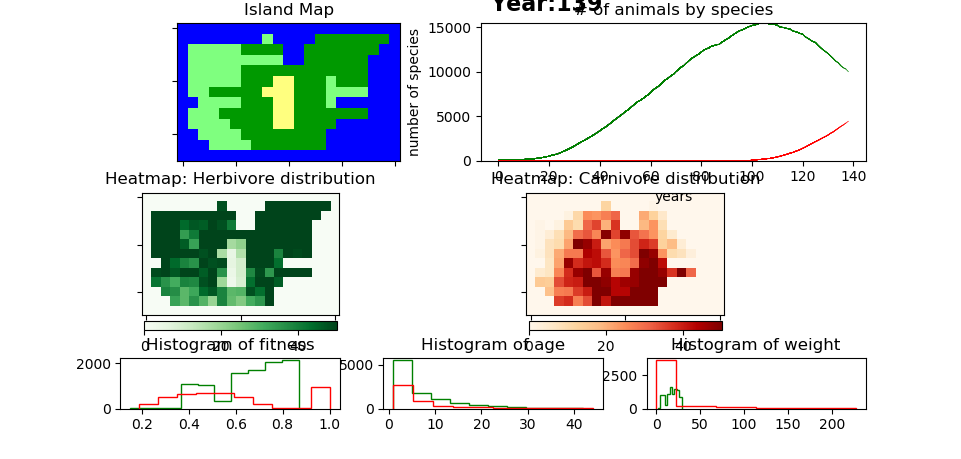 Year:139
Island Map
# of animals by species
number of species
15000
10000
5000
0
0 20 40 60 80 100 120 140
years
Heatmap: Herbivore distribution
Heatmap: Carnivore distribution
0 20 40
0 20 40
Histogram of fitness
Histogram of age
Histogram of weight
2000
0
0.2 0.4 0.6 0.8 1.0
5000
0
0 10 20 30 40
2500
0
0 50 100 150 200